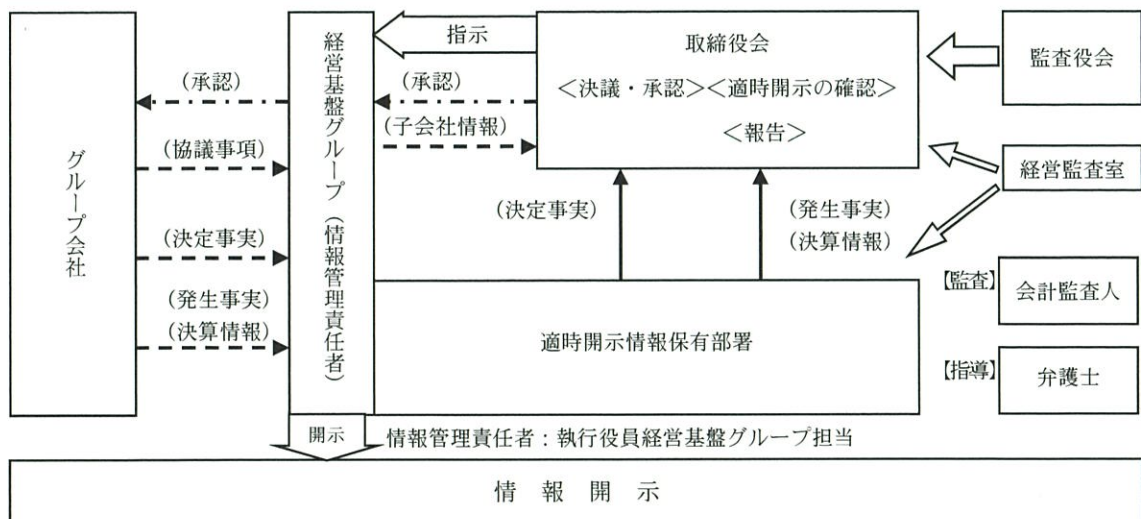 グループ会社
(承認)
(協議事項)
(決定事実)
(発生事実)
(決算情報)
経営基盤グループ(情報管理責任者)
指示
(承認)
(子会社情報)
取締役会
<決議・承認><適時開示の確認>
<報告>
(決定事実)
(発生事実)
(決算情報)
適時開示情報保有部署
監査役会
経営監査室
【監査】
会計監査人
【指導】
弁護士
開示
情報管理責任者:執行役員経営基盤グループ担当
情報開示